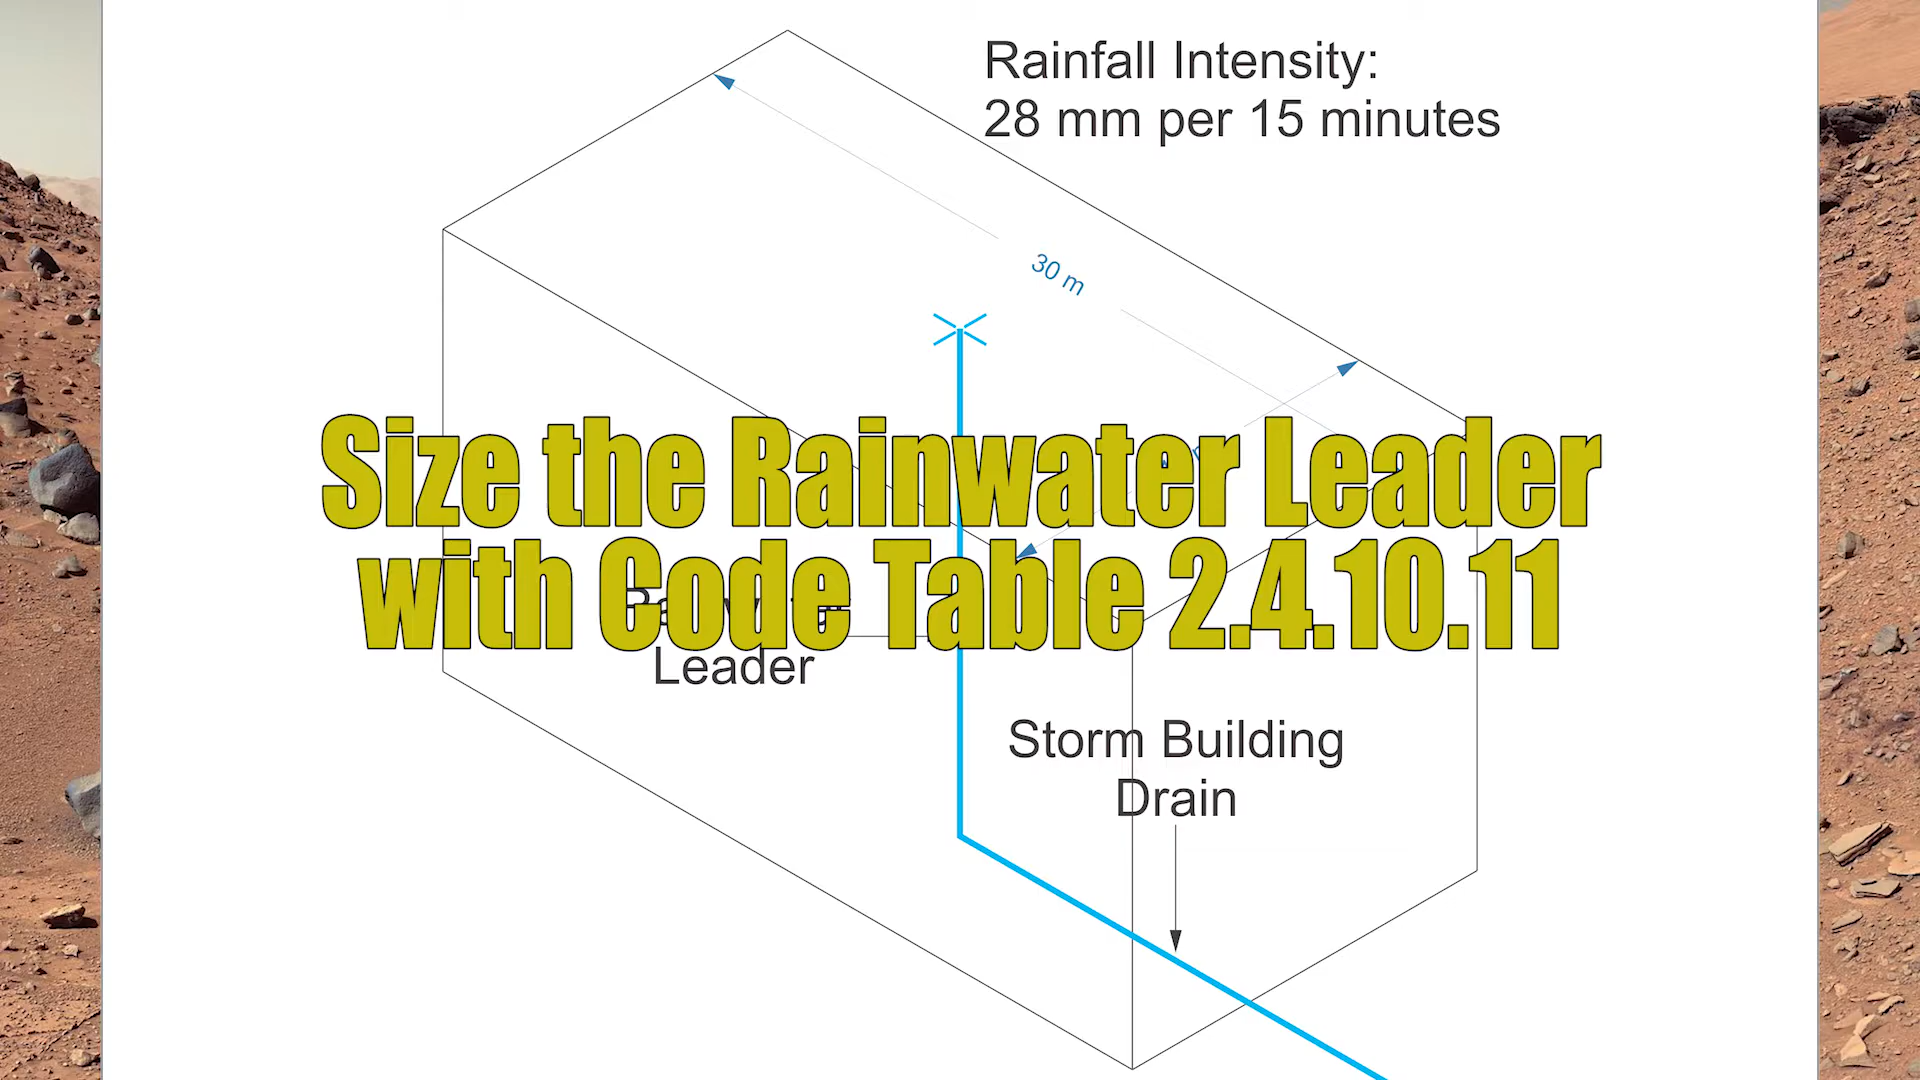 Rainfall Intensity:
28 mm per 15 minutes
30 m
Size the Rainwater Leader
with Code Table 2.4.10.11
Leader
Storm Building
Drain